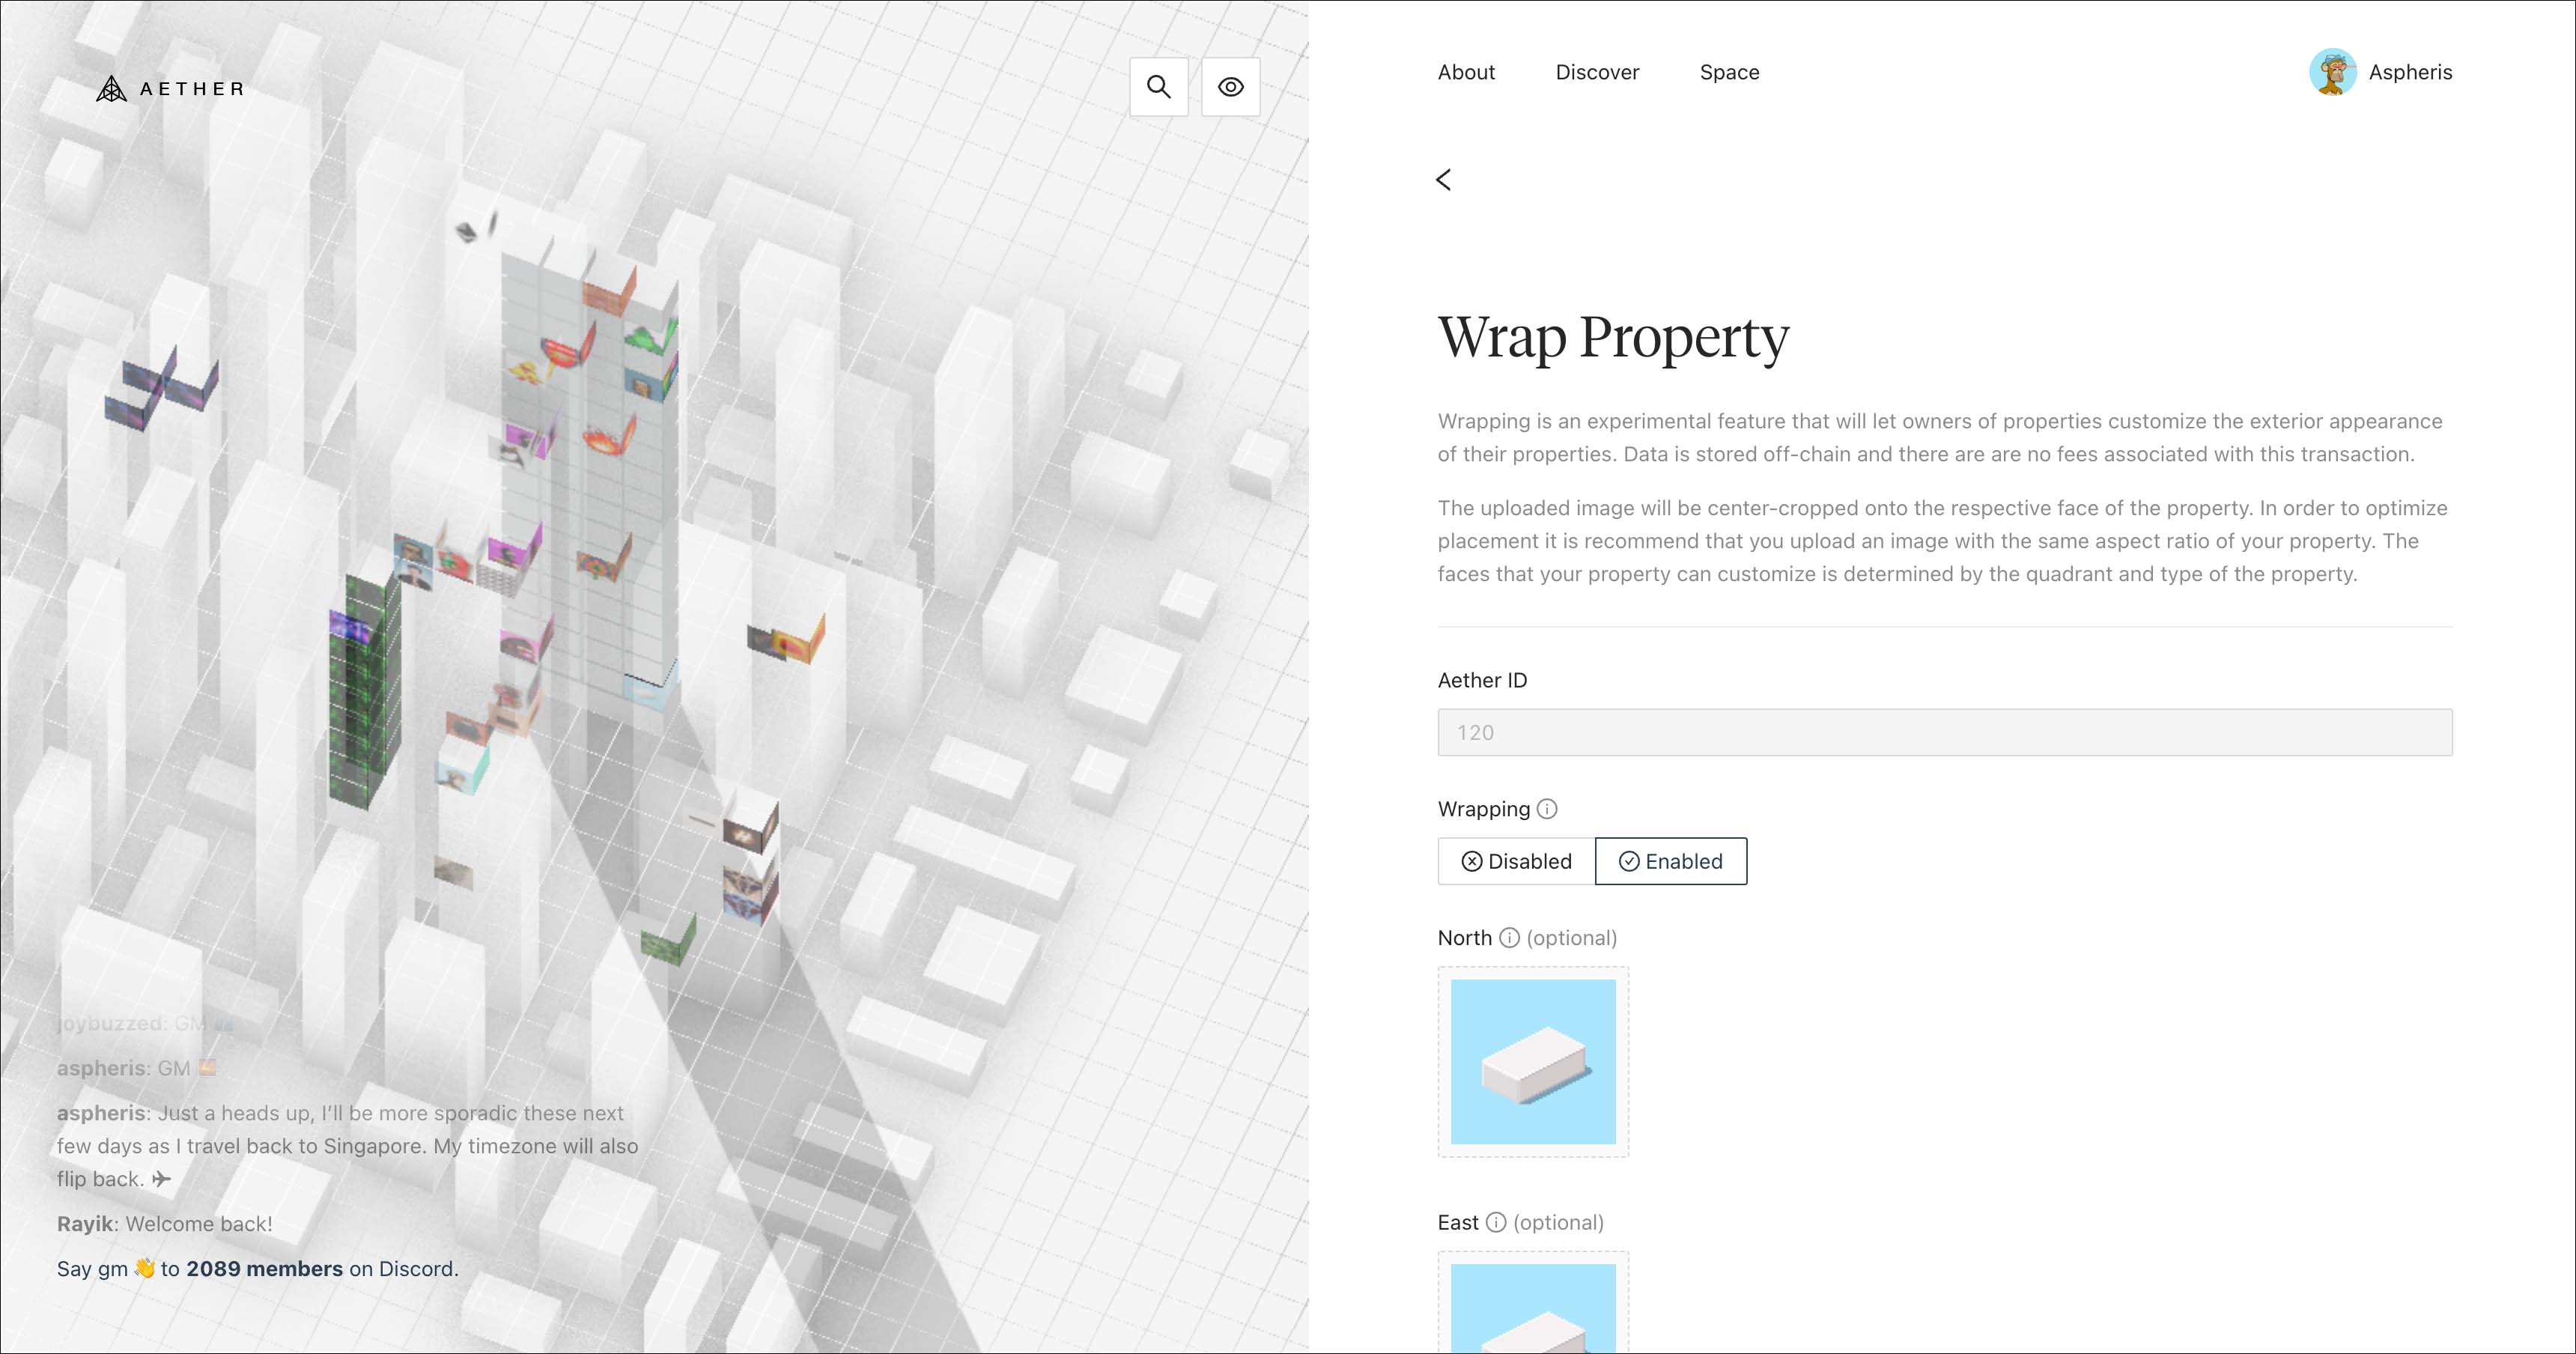 AETHER
joybuzzed: GM
aspheris: GM 🌅
aspheris: Just a heads up, I'll be more sporadic these next
few days as I travel back to Singapore. My timezone will also
flip back. ✈
Rayik: Welcome back!
Say gm 👋 to 2089 members on Discord.
About
Discover
Space
Aspheris
Wrap Property
Wrapping is an experimental feature that will let owners of properties customize the exterior appearance
of their properties. Data is stored off-chain and there are are no fees associated with this transaction.
The uploaded image will be center-cropped onto the respective face of the property. In order to optimize
placement it is recommend that you upload an image with the same aspect ratio of your property. The
faces that your property can customize is determined by the quadrant and type of the property.
Aether ID
120
Wrapping
Disabled
Enabled
North (optional)
East (optional)